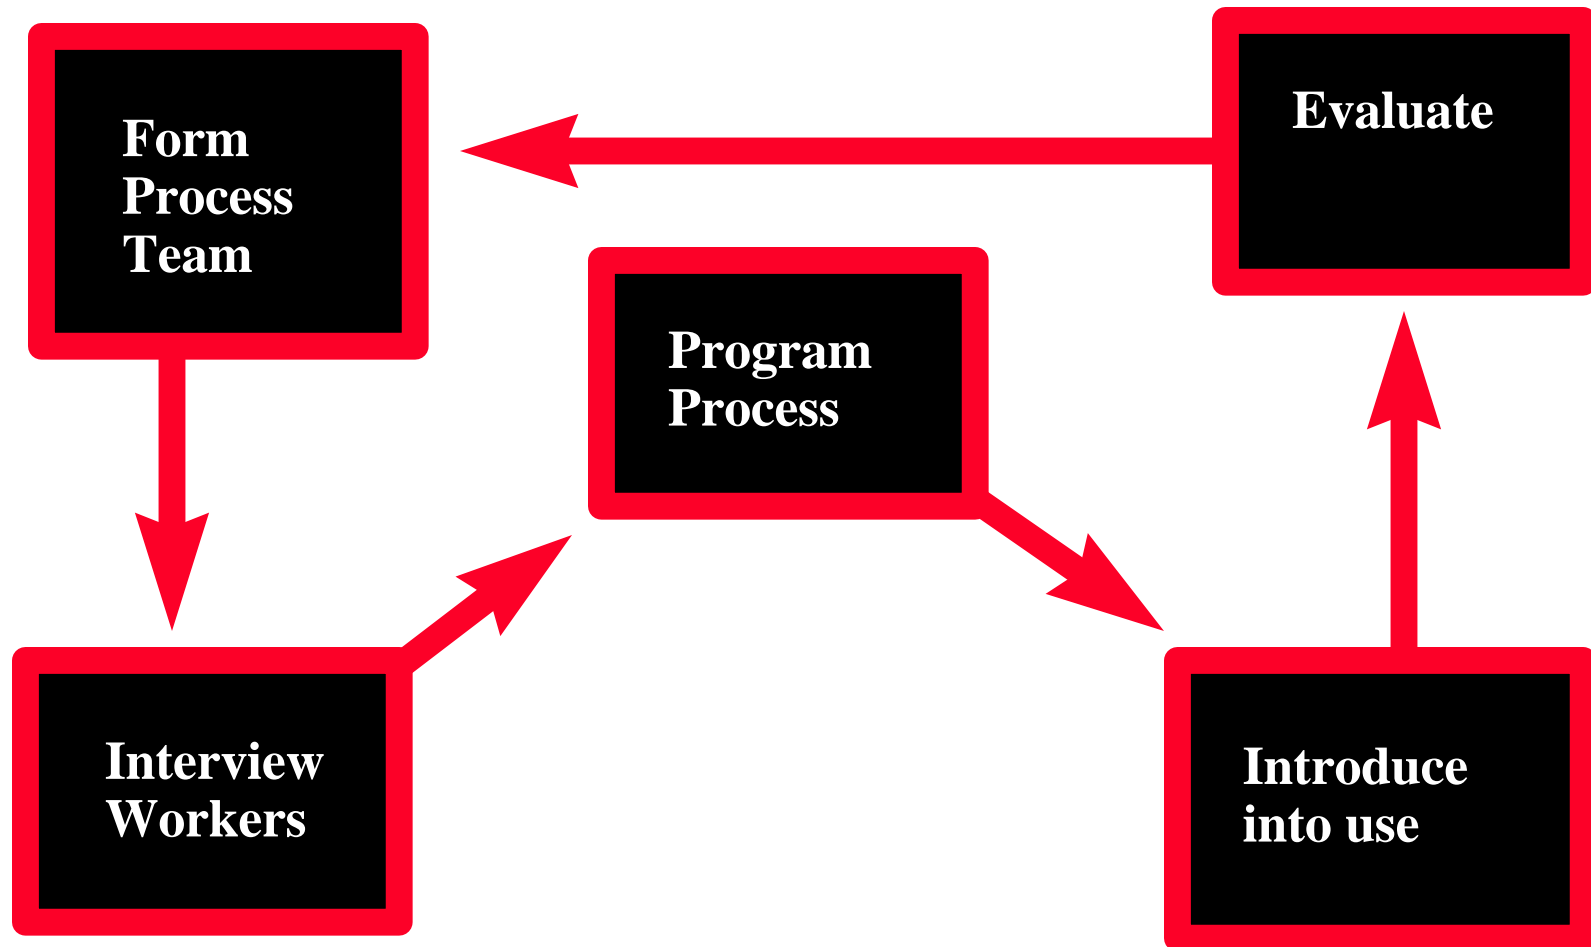 Form
Process
Team
Evaluate
Program
Process
Interview
Workers
Introduce
into use